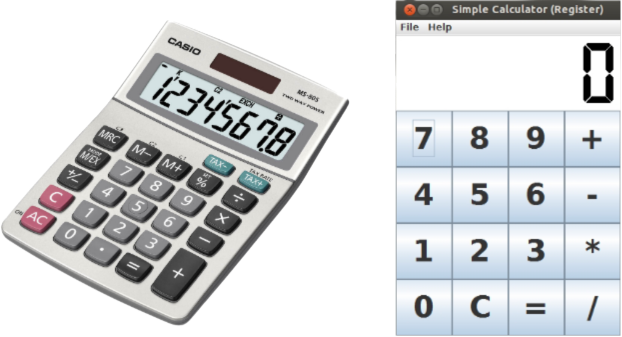 CASIO
MS-80S
TWO WAY POWER
12345678
MRC M- M+ TAX- TAX+
TAX RATE
M/EX 7 8 9 % ÷
+/- 4 5 6 ×
C 1 2 3 -
AC 0 · = +
Simple Calculator (Register)
File Help
0
7 8 9 +
4 5 6 -
1 2 3 *
0 C = /